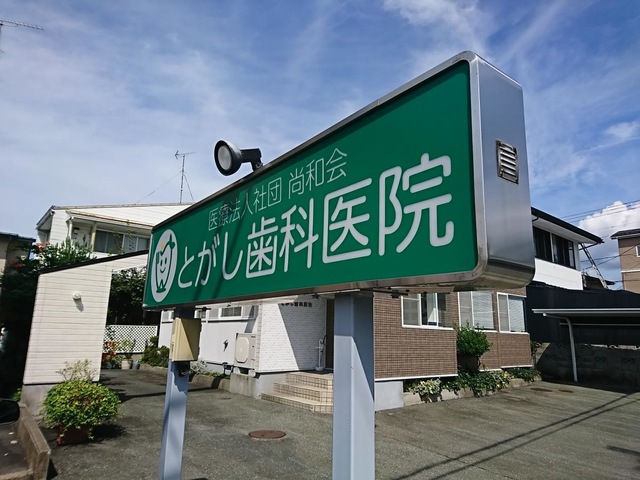 医療法人社団 尚和会
とがし歯科医院